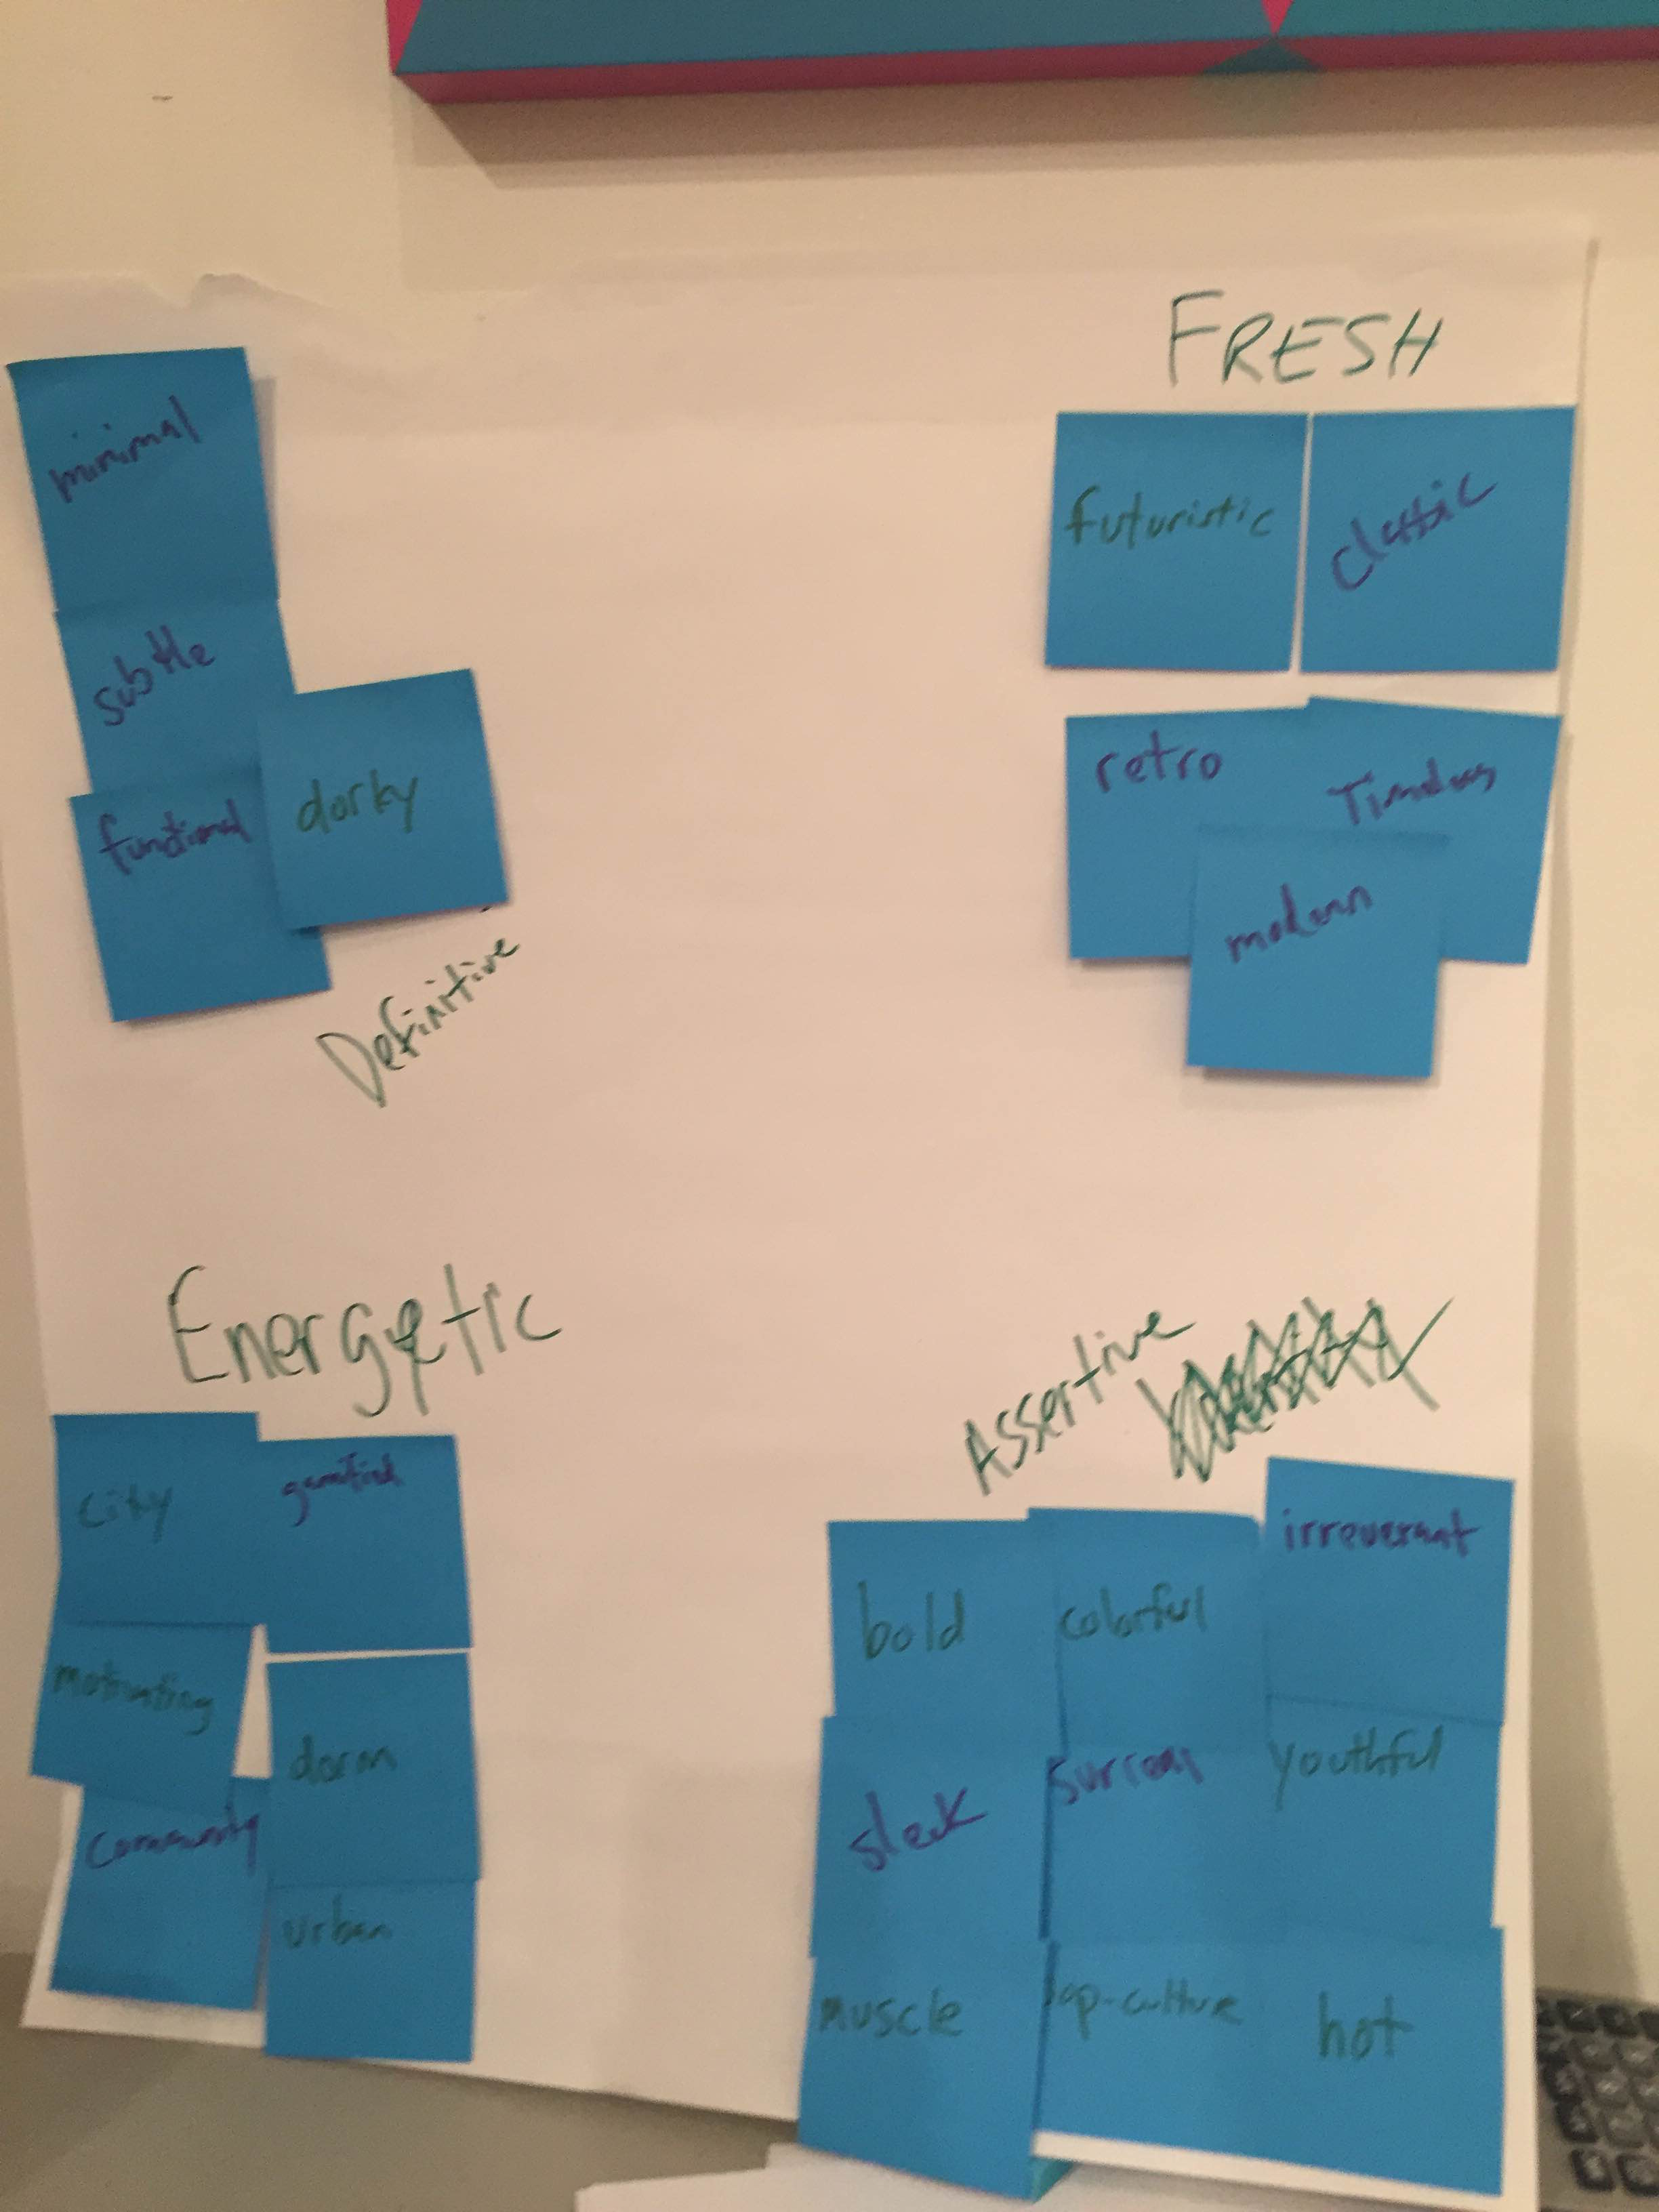 minimal
subtle
functional
dorky
Definitive
FRESH
futuristic
classic
retro
Timeless
modern
Energetic
city
gamified
motivating
dorm
community
urban
Assertive
bold
colorful
irreverant
sleek
surreal
youthful
muscle
pop-culture
hot